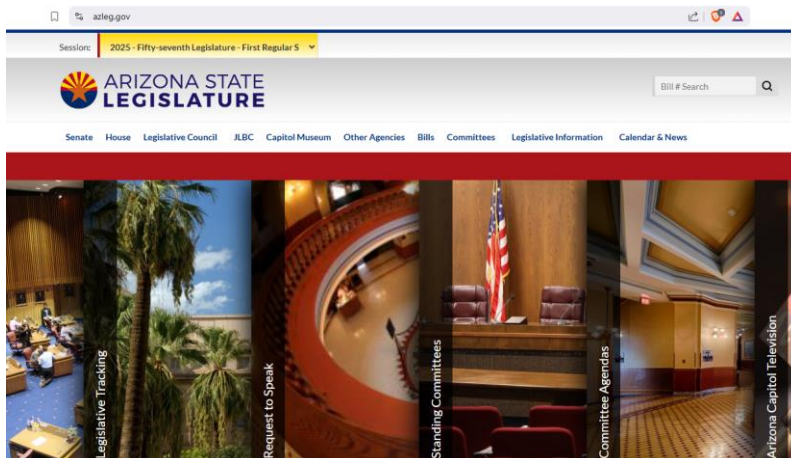 azleg.gov
Session: 2025 - Fifty-seventh Legislature - First Regular S
ARIZONA STATE
LEGISLATURE
Bill # Search
Senate House Legislative Council JLBC Capitol Museum Other Agencies Bills Committees Legislative Information Calendar & News
Legislative Tracking
Request to Speak
Standing Committees
Committee Agendas
Arizona Capitol Television